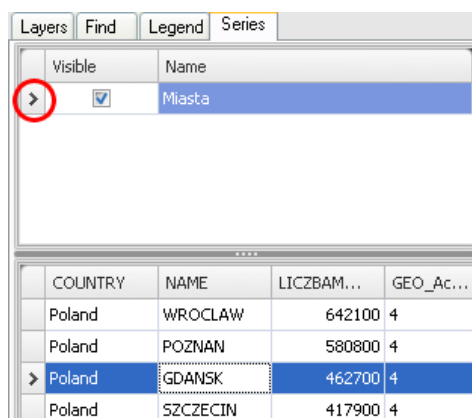 Layers Find Legend Series
Visible Name
Miasta
COUNTRY NAME LICZBAM... GEO_Ac...
Poland WROCLAW 642100 4
Poland POZNAN 580800 4
Poland GDANSK 462700 4
Poland SZCZECIN 417900 4